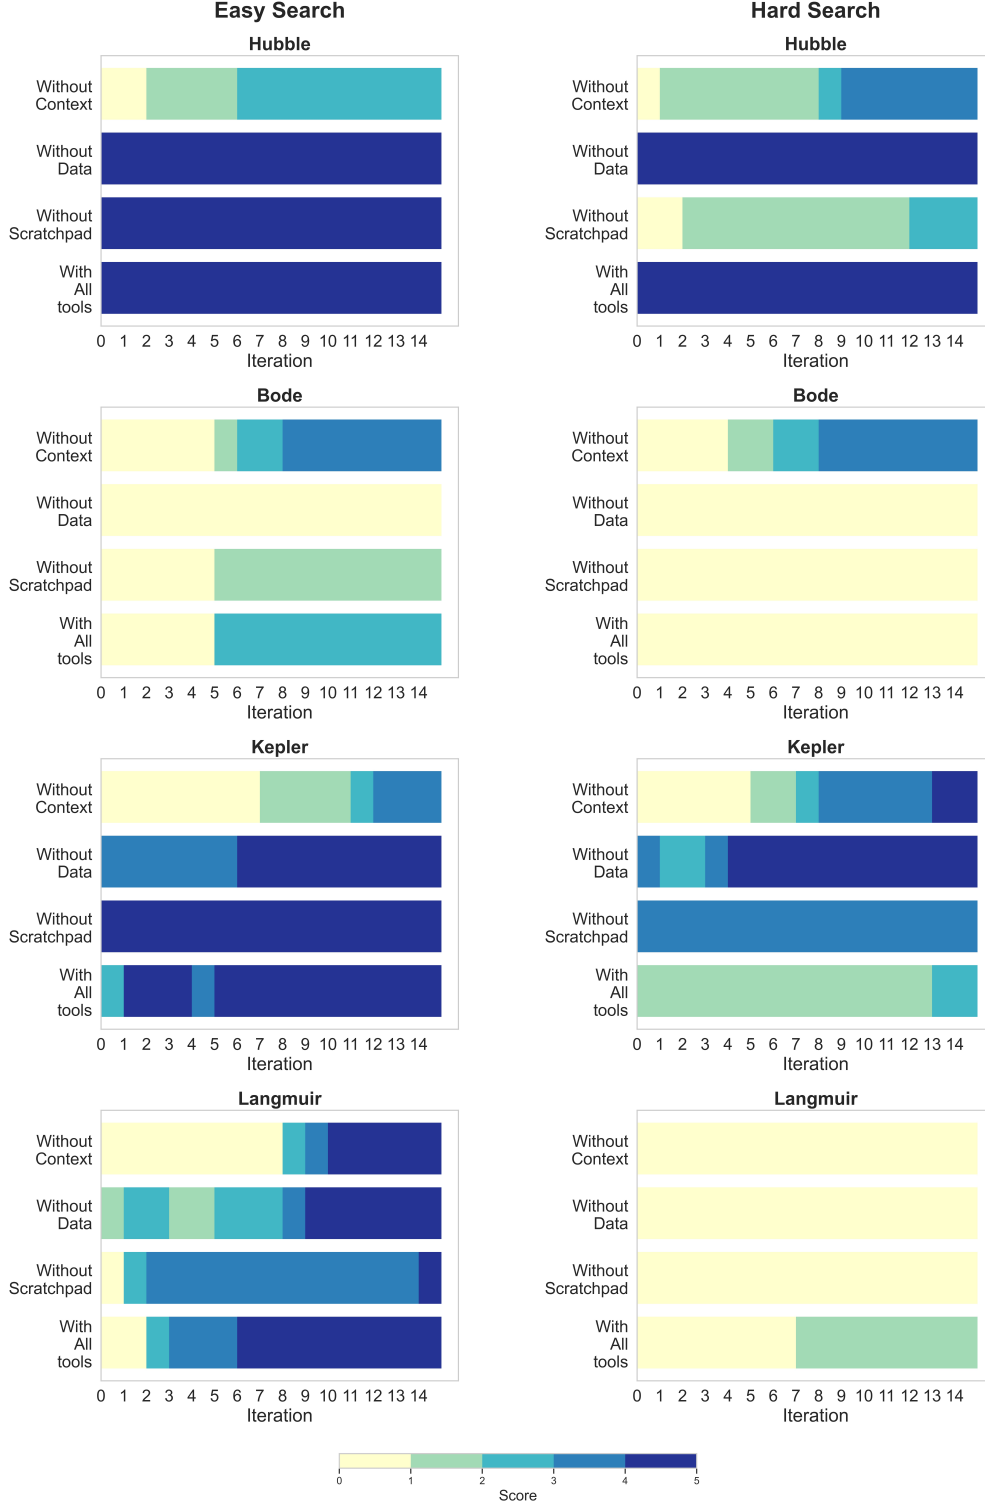 Easy Search
Hard Search
Hubble
Without
Context
Without
Data
Without
Scratchpad
With
All
tools
0 1 2 3 4 5 6 7 8 9 10 11 12 13 14
Iteration
Hubble
Without
Context
Without
Data
Without
Scratchpad
With
All
tools
0 1 2 3 4 5 6 7 8 9 10 11 12 13 14
Iteration
Bode
Without
Context
Without
Data
Without
Scratchpad
With
All
tools
0 1 2 3 4 5 6 7 8 9 10 11 12 13 14
Iteration
Bode
Without
Context
Without
Data
Without
Scratchpad
With
All
tools
0 1 2 3 4 5 6 7 8 9 10 11 12 13 14
Iteration
Kepler
Without
Context
Without
Data
Without
Scratchpad
With
All
tools
0 1 2 3 4 5 6 7 8 9 10 11 12 13 14
Iteration
Kepler
Without
Context
Without
Data
Without
Scratchpad
With
All
tools
0 1 2 3 4 5 6 7 8 9 10 11 12 13 14
Iteration
Langmuir
Without
Context
Without
Data
Without
Scratchpad
With
All
tools
0 1 2 3 4 5 6 7 8 9 10 11 12 13 14
Iteration
Langmuir
Without
Context
Without
Data
Without
Scratchpad
With
All
tools
0 1 2 3 4 5 6 7 8 9 10 11 12 13 14
Iteration
0 1 2 3 4 5
Score